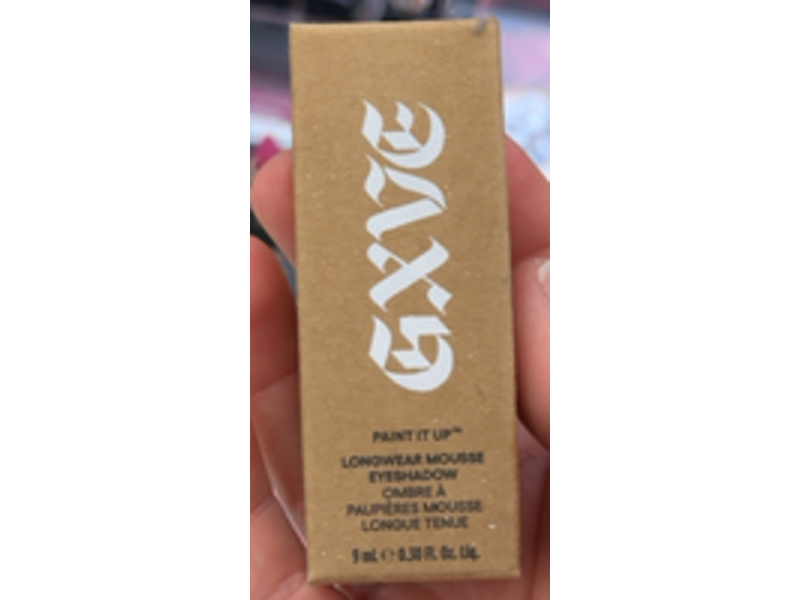 GXVE
PAINT IT UP™
LONGWEAR MOUSSE
EYESHADOW
OMBRE À
PAUPIÈRES MOUSSE
LONGUE TENUE
9 mL ℮ 0.30 Fl. Oz. Liq.